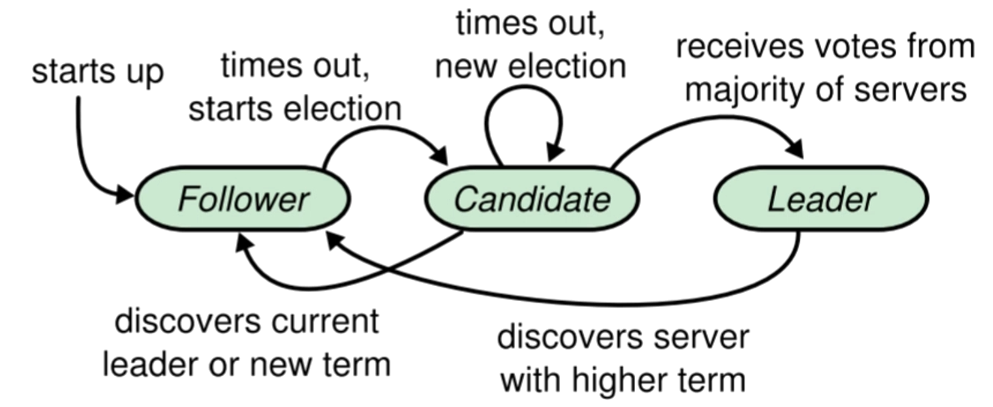 starts up
times out,
starts election
times out,
new election
receives votes from
majority of servers
Follower
Candidate
Leader
discovers current
leader or new term
discovers server
with higher term